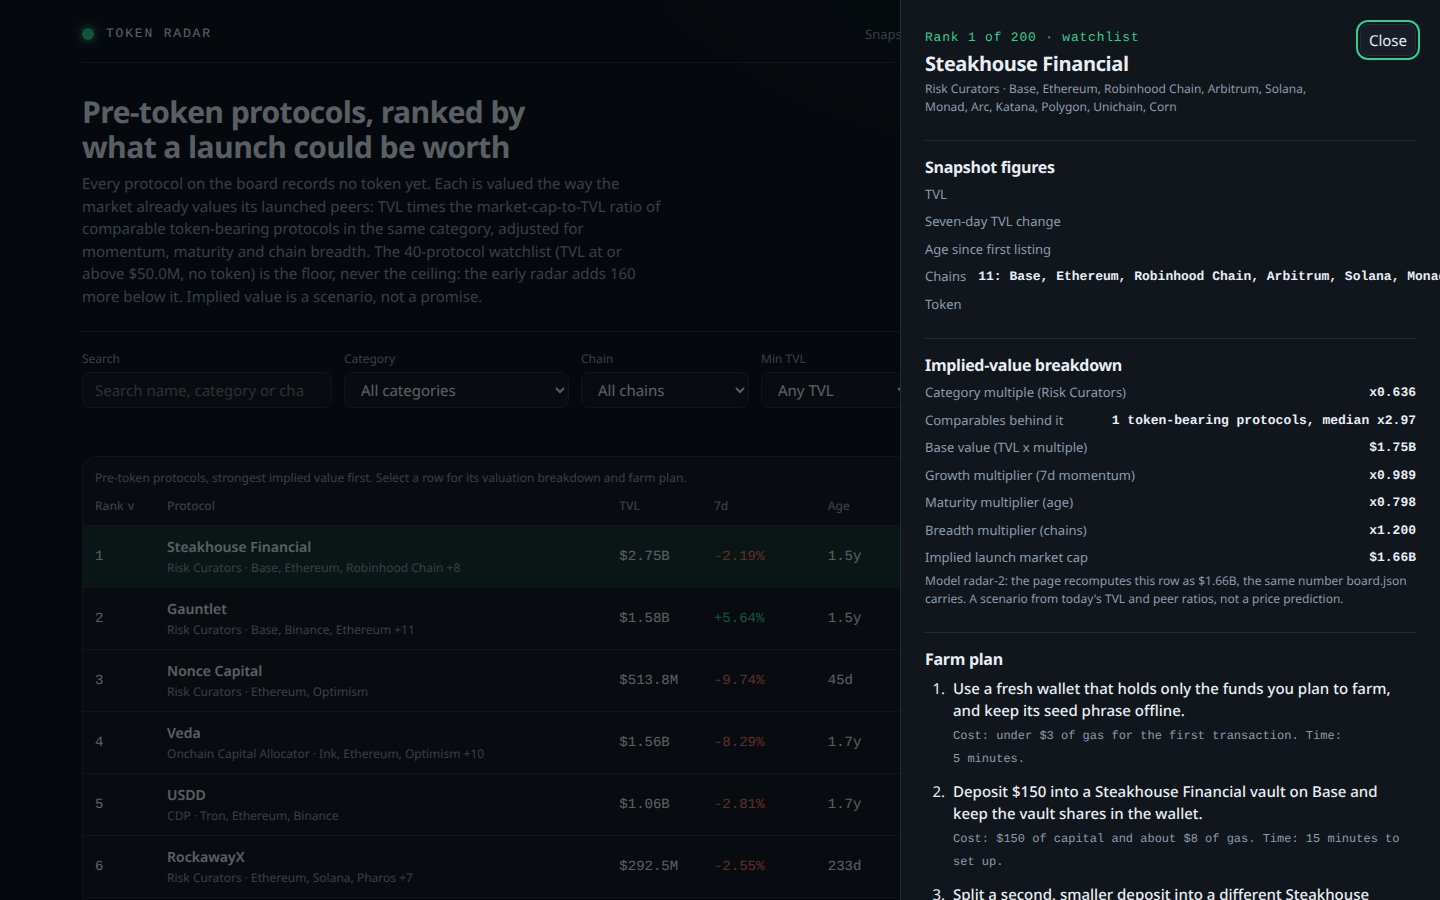 TOKEN RADAR
Snaps
Pre-token protocols, ranked by
what a launch could be worth
Every protocol on the board records no token yet. Each is valued the way the
market already values its launched peers: TVL times the market-cap-to-TVL ratio of
comparable token-bearing protocols in the same category, adjusted for
momentum, maturity and chain breadth. The 40-protocol watchlist (TVL at or
above $50.0M, no token) is the floor, never the ceiling: the early radar adds 160
more below it. Implied value is a scenario, not a promise.
Search Category Chain Min TVL
Search name, category or cha All categories All chains Any TVL
Pre-token protocols, strongest implied value first. Select a row for its valuation breakdown and farm plan.
Rank v Protocol TVL 7d Age
1 Steakhouse Financial $2.75B -2.19% 1.5y
Risk Curators · Base, Ethereum, Robinhood Chain +8
2 Gauntlet $1.58B +5.64% 1.5y
Risk Curators · Base, Binance, Ethereum +11
3 Nonce Capital $513.8M -9.74% 45d
Risk Curators · Ethereum, Optimism
4 Veda $1.56B -8.29% 1.7y
Onchain Capital Allocator · Ink, Ethereum, Optimism +10
5 USDD $1.06B -2.81% 1.7y
CDP · Tron, Ethereum, Binance
6 RockawayX $292.5M -2.55% 233d
Risk Curators · Ethereum, Solana, Pharos +7
Rank 1 of 200 · watchlist
Close
Steakhouse Financial
Risk Curators · Base, Ethereum, Robinhood Chain, Arbitrum, Solana,
Monad, Arc, Katana, Polygon, Unichain, Corn
Snapshot figures
TVL
Seven-day TVL change
Age since first listing
Chains 11: Base, Ethereum, Robinhood Chain, Arbitrum, Solana, Mona
Token
Implied-value breakdown
Category multiple (Risk Curators) x0.636
Comparables behind it 1 token-bearing protocols, median x2.97
Base value (TVL x multiple) $1.75B
Growth multiplier (7d momentum) x0.989
Maturity multiplier (age) x0.798
Breadth multiplier (chains) x1.200
Implied launch market cap $1.66B
Model radar-2: the page recomputes this row as $1.66B, the same number board.json
carries. A scenario from today's TVL and peer ratios, not a price prediction.
Farm plan
1. Use a fresh wallet that holds only the funds you plan to farm,
and keep its seed phrase offline.
Cost: under $3 of gas for the first transaction. Time:
5 minutes.
2. Deposit $150 into a Steakhouse Financial vault on Base and
keep the vault shares in the wallet.
Cost: $150 of capital and about $8 of gas. Time: 15 minutes to
set up.
3. Split a second, smaller deposit into a different Steakhouse